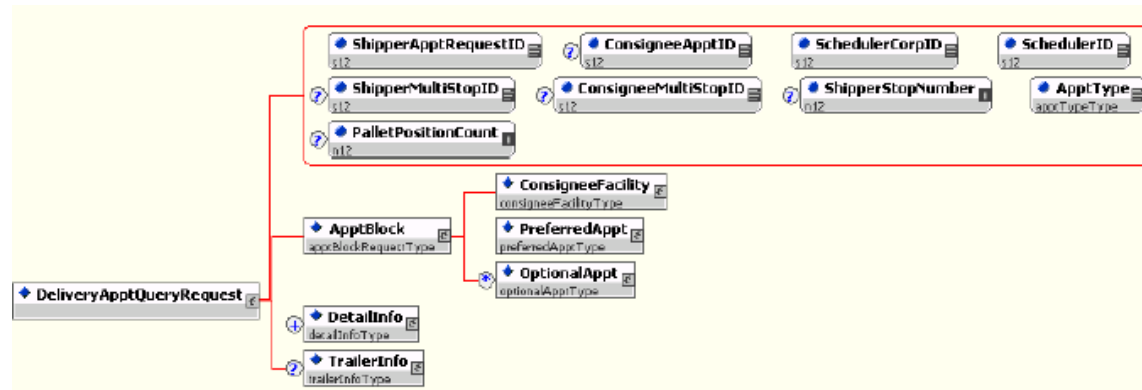 ShipperApptRequestID ConsigneeApptID SchedulerCorpID SchedulerID
s12 s12 s12 s12
? ShipperMultiStopID ? ConsigneeMultiStopID ? ShipperStopNumber ApptType
s12 s12 n12 apptTypeType
? PalletPositionCount
n12
ConsigneeFacility
consigneeFacilityType
ApptBlock
apptBlockRequestType
PreferredAppt
preferredApptType
* OptionalAppt
optionalApptType
DeliveryApptQueryRequest
+ DetailInfo
detailInfoType
? TrailerInfo
trailerInfoType